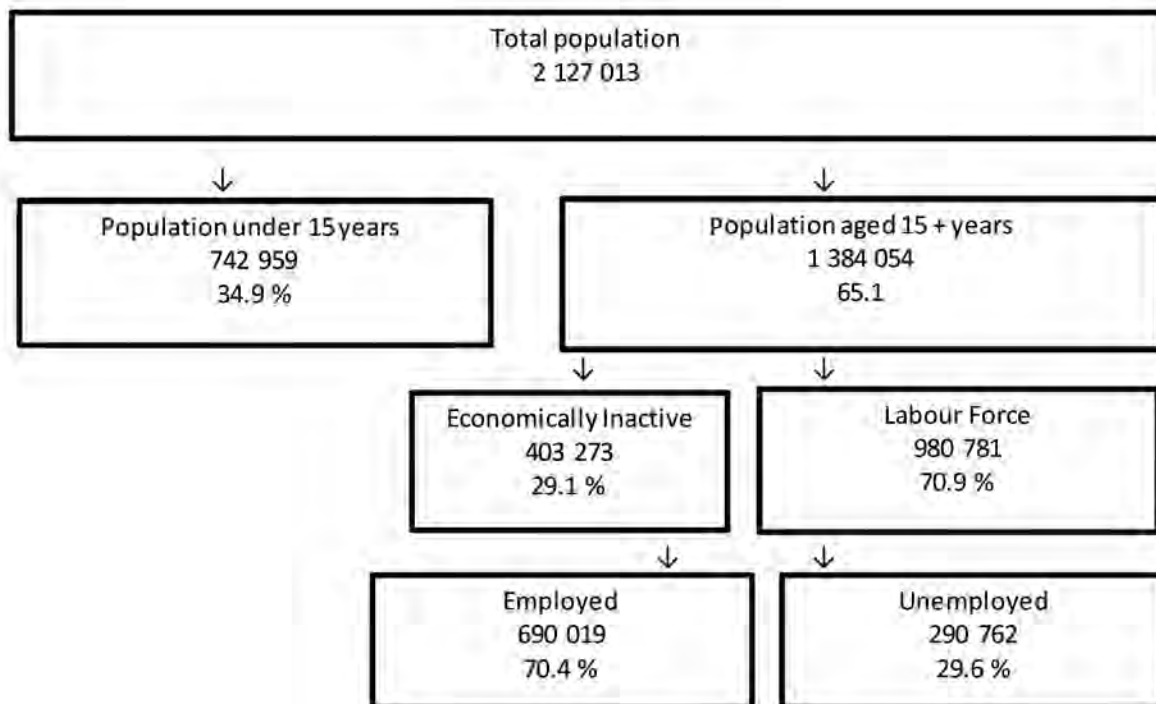 Total population
2 127 013
↓
↓
Population under 15 years
742 959
34.9 %
Population aged 15 + years
1 384 054
65.1
↓
↓
Economically Inactive
403 273
29.1 %
Labour Force
980 781
70.9 %
↓
↓
Employed
690 019
70.4 %
Unemployed
290 762
29.6 %